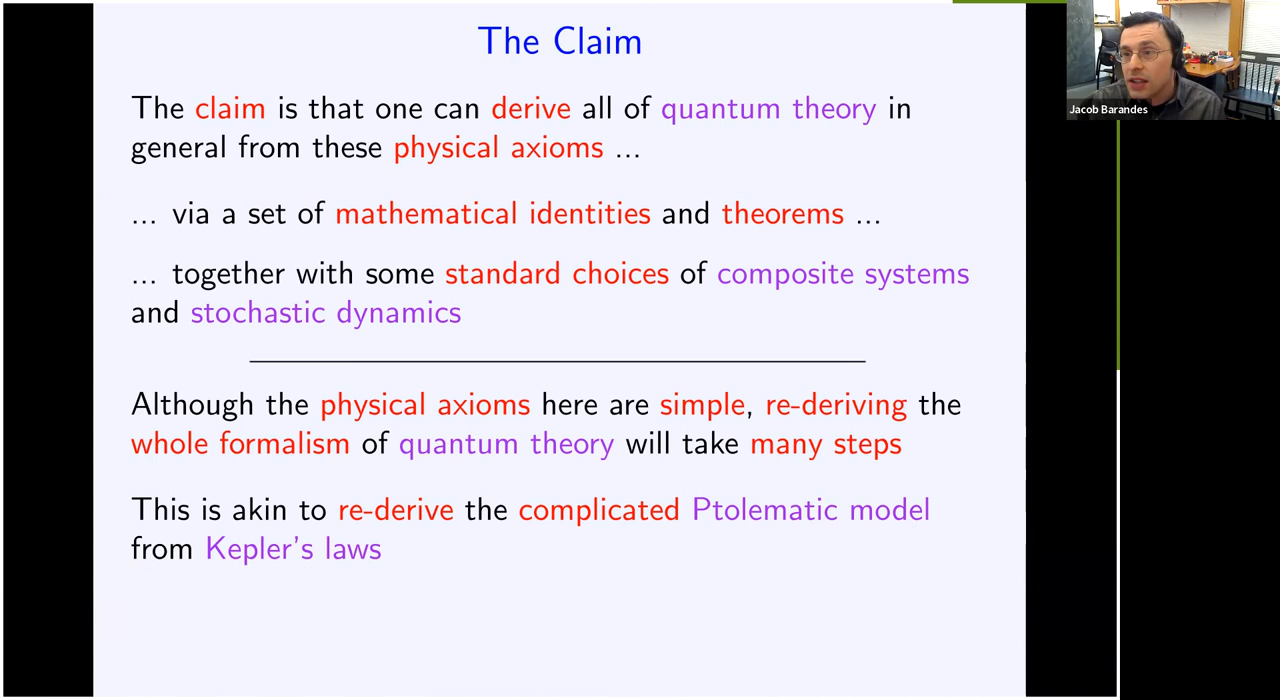 The Claim
The claim is that one can derive all of quantum theory in
general from these physical axioms ...
... via a set of mathematical identities and theorems ...
... together with some standard choices of composite systems
and stochastic dynamics
Although the physical axioms here are simple, re-deriving the
whole formalism of quantum theory will take many steps
This is akin to re-derive the complicated Ptolematic model
from Kepler's laws
Jacob Barandes